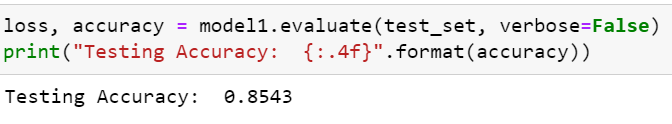 loss, accuracy = model1.evaluate(test_set, verbose=False)
print("Testing Accuracy:  {:.4f}".format(accuracy))
Testing Accuracy:  0.8543